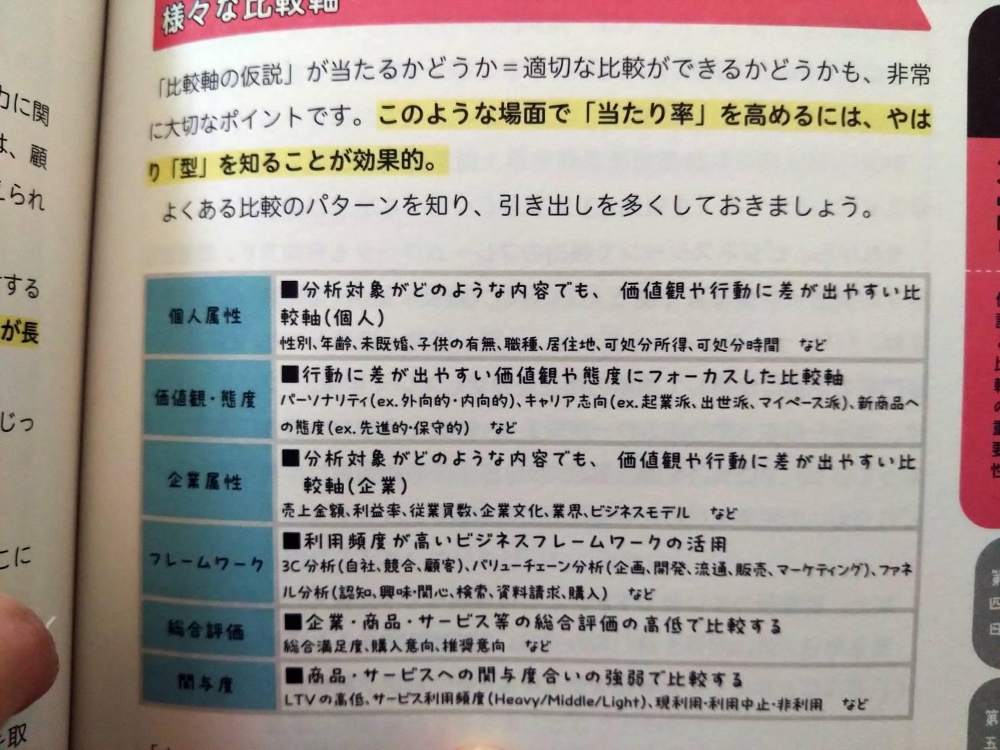 様々な比較軸
「比較軸の仮説」が当たるかどうか＝適切な比較ができるかどうかも、非常
に大切なポイントです。このような場面で「当たり率」を高めるには、やは
り「型」を知ることが効果的。
よくある比較のパターンを知り、引き出しを多くしておきましょう。
個人属性
■分析対象がどのような内容でも、価値観や行動に差が出やすい比
較軸(個人)
性別、年齢、未既婚、子供の有無、職種、居住地、可処分所得、可処分時間　など
価値観・態度
■行動に差が出やすい価値観や態度にフォーカスした比較軸
パーソナリティ(ex.外向的・内向的)、キャリア志向(ex.起業派、出世派、マイペース派)、新商品へ
の態度(ex.先進的・保守的)　など
企業属性
■分析対象がどのような内容でも、価値観や行動に差が出やすい比
較軸(企業)
売上金額、利益率、従業員数、企業文化、業界、ビジネスモデル　など
フレームワーク
■利用頻度が高いビジネスフレームワークの活用
3C分析(自社、競合、顧客)、バリューチェーン分析(企画、開発、流通、販売、マーケティング)、ファネ
ル分析(認知、興味・関心、検索、資料請求、購入)　など
総合評価
■企業・商品・サービス等の総合評価の高低で比較する
総合満足度、購入意向、推奨意向　など
関与度
■商品・サービスへの関与度合いの強弱で比較する
LTVの高低、サービス利用頻度(Heavy/Middle/Light)、現利用・利用中止・非利用　など
力に関
は、顧
えられ
する
が長
じっ
こに
取
比較の重要性
第四日
第五